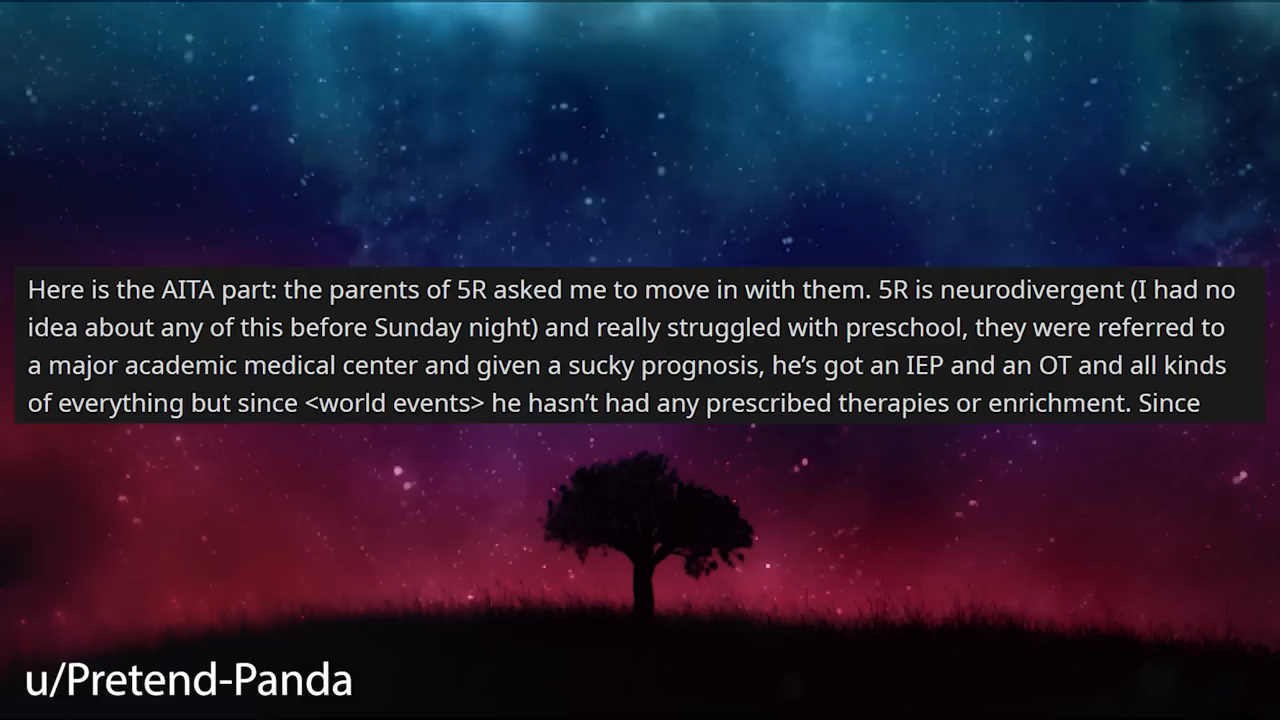 Here is the AITA part: the parents of 5R asked me to move in with them. 5R is neurodivergent (I had no
idea about any of this before Sunday night) and really struggled with preschool, they were referred to
a major academic medical center and given a sucky prognosis, he’s got an IEP and an OT and all kinds
of everything but since <world events> he hasn’t had any prescribed therapies or enrichment. Since
u/Pretend-Panda